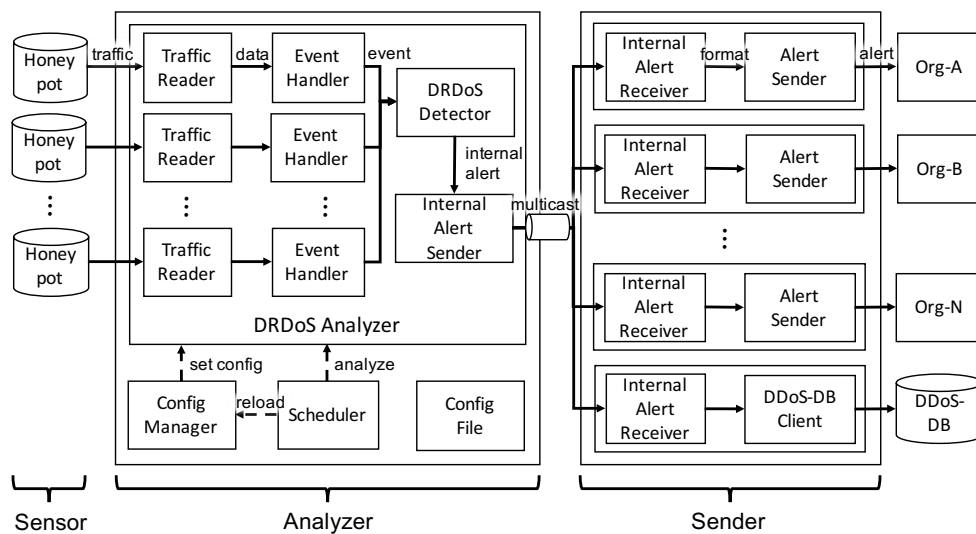 Honey
pot
traffic
Traffic
Reader
data
Event
Handler
event
DRDoS
Detector
Internal
Alert
Receiver
format
Alert
Sender
alert
Org-A
Honey
pot
Traffic
Reader
Event
Handler
internal
alert
Internal
Alert
Receiver
Alert
Sender
Org-B
...
...
...
Internal
Alert
Sender
multicast
...
Honey
pot
Traffic
Reader
Event
Handler
Internal
Alert
Receiver
Alert
Sender
Org-N
DRDoS Analyzer
set config
analyze
Config
Manager
reload
Scheduler
Config
File
Internal
Alert
Receiver
DDoS-DB
Client
DDoS-
DB
Sensor
Analyzer
Sender